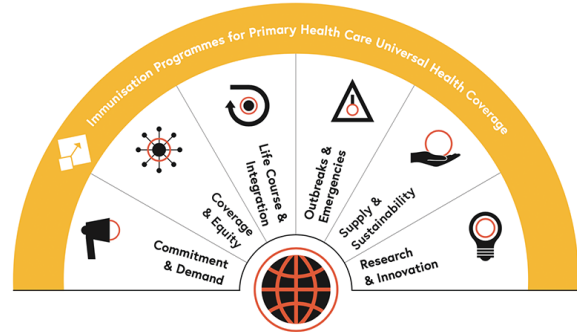 Immunisation Programmes for Primary Health Care Universal Health Coverage
Commitment
& Demand
Coverage
& Equity
Life Course &
Integration
Outbreaks &
Emergencies
Supply &
Sustainability
Research
& Innovation